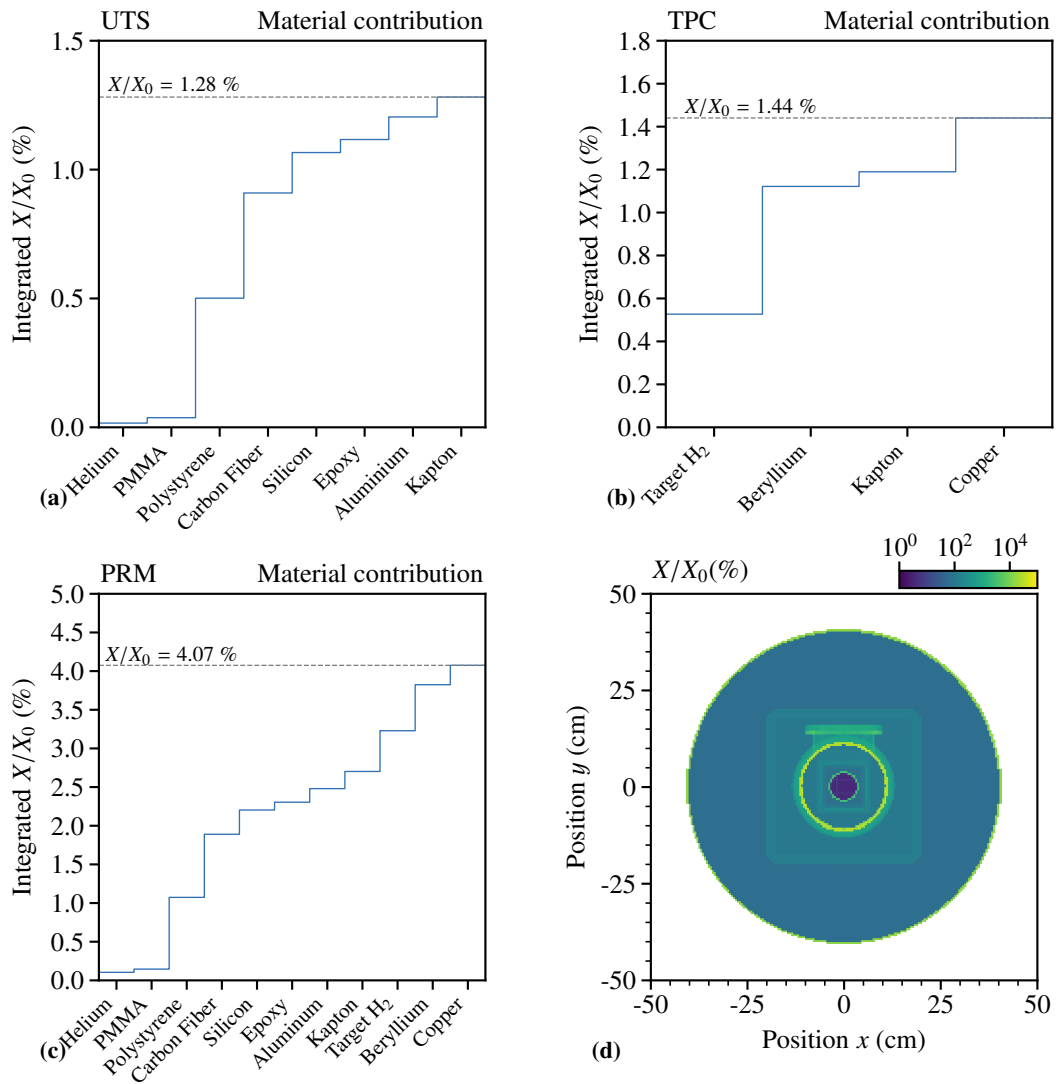 UTS Material contribution
1.5
X/X₀ = 1.28 %
1.0
0.5
0.0
Integrated X/X₀ (%)
Helium
PMMA
Polystyrene
Carbon Fiber
Silicon
Epoxy
Aluminium
Kapton
(a)
TPC Material contribution
1.8
1.6
X/X₀ = 1.44 %
1.4
1.2
1.0
0.8
0.6
0.4
0.2
0.0
Integrated X/X₀ (%)
Target H₂
Beryllium
Kapton
Copper
(b)
PRM Material contribution
5.0
4.5
X/X₀ = 4.07 %
4.0
3.5
3.0
2.5
2.0
1.5
1.0
0.5
0.0
Integrated X/X₀ (%)
Helium
PMMA
Polystyrene
Carbon Fiber
Silicon
Epoxy
Aluminum
Kapton
Target H₂
Beryllium
Copper
(c)
10⁰ 10² 10⁴
X/X₀(%)
50
25
0
-25
-50
Position y (cm)
-50 -25 0 25 50
Position x (cm)
(d)